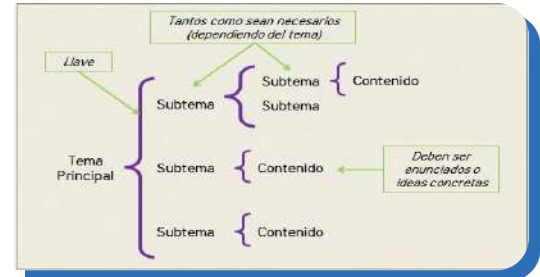 Tantos como sean necesarios
(dependiendo del tema)
Llave
Subtema
Subtema
Contenido
Subtema
Tema
Principal
Subtema
Contenido
Deben ser
enunciados o
ideas concretas
Subtema
Contenido